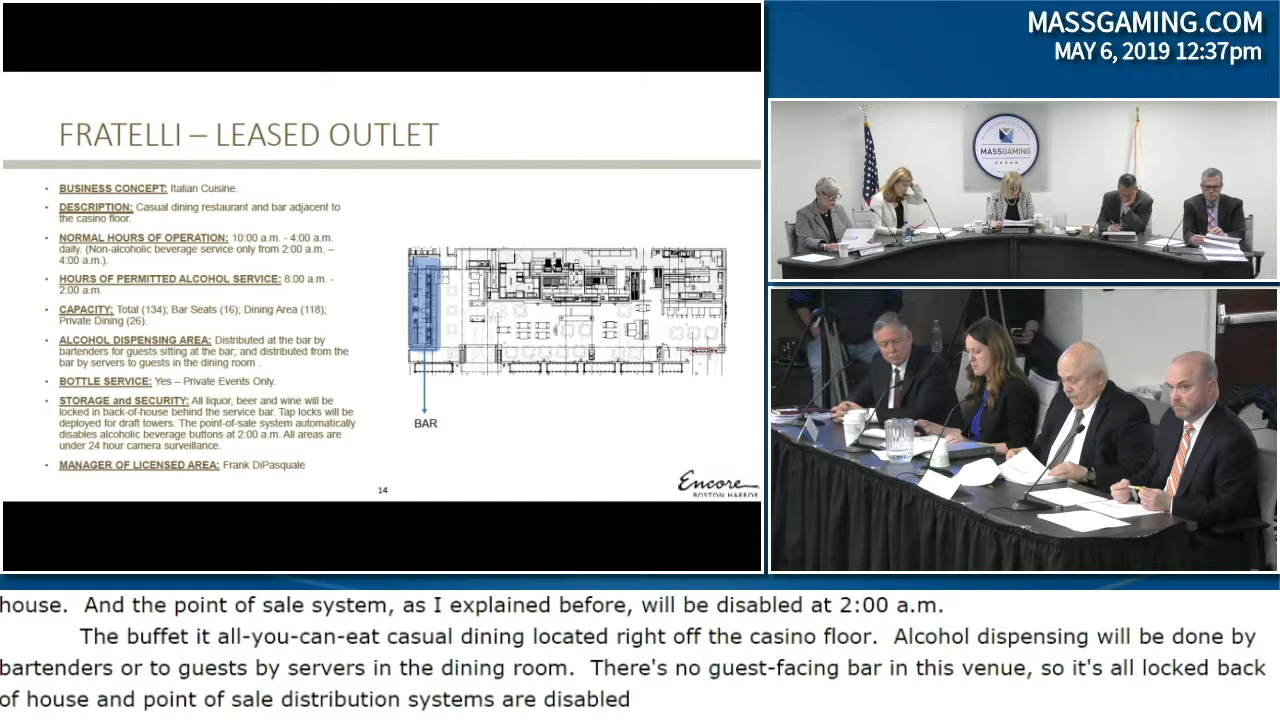 MASSGAMING.COM
MAY 6, 2019 12:37pm
FRATELLI – LEASED OUTLET
• BUSINESS CONCEPT: Italian Cuisine.
• DESCRIPTION: Casual dining restaurant and bar adjacent to
the casino floor.
• NORMAL HOURS OF OPERATION: 10:00 a.m. - 4:00 a.m.
daily. (Non-alcoholic beverage service only from 2:00 a.m. –
4:00 a.m.).
• HOURS OF PERMITTED ALCOHOL SERVICE: 8:00 a.m. -
2:00 a.m.
• CAPACITY: Total (134); Bar Seats (16); Dining Area (118);
Private Dining (26).
• ALCOHOL DISPENSING AREA: Distributed at the bar by
bartenders for guests sitting at the bar; and distributed from the
bar by servers to guests in the dining room .
• BOTTLE SERVICE: Yes – Private Events Only.
• STORAGE and SECURITY: All liquor, beer and wine will be
locked in back-of-house behind the service bar. Tap locks will be
deployed for draft towers. The point-of-sale system automatically
disables alcoholic beverage buttons at 2:00 a.m. All areas are
under 24 hour camera surveillance.
• MANAGER OF LICENSED AREA: Frank DiPasquale
BAR
14
Encore
BOSTON HARBOR
MASSGAMING
house. And the point of sale system, as I explained before, will be disabled at 2:00 a.m.
The buffet it all-you-can-eat casual dining located right off the casino floor. Alcohol dispensing will be done by
bartenders or to guests by servers in the dining room. There's no guest-facing bar in this venue, so it's all locked back
of house and point of sale distribution systems are disabled